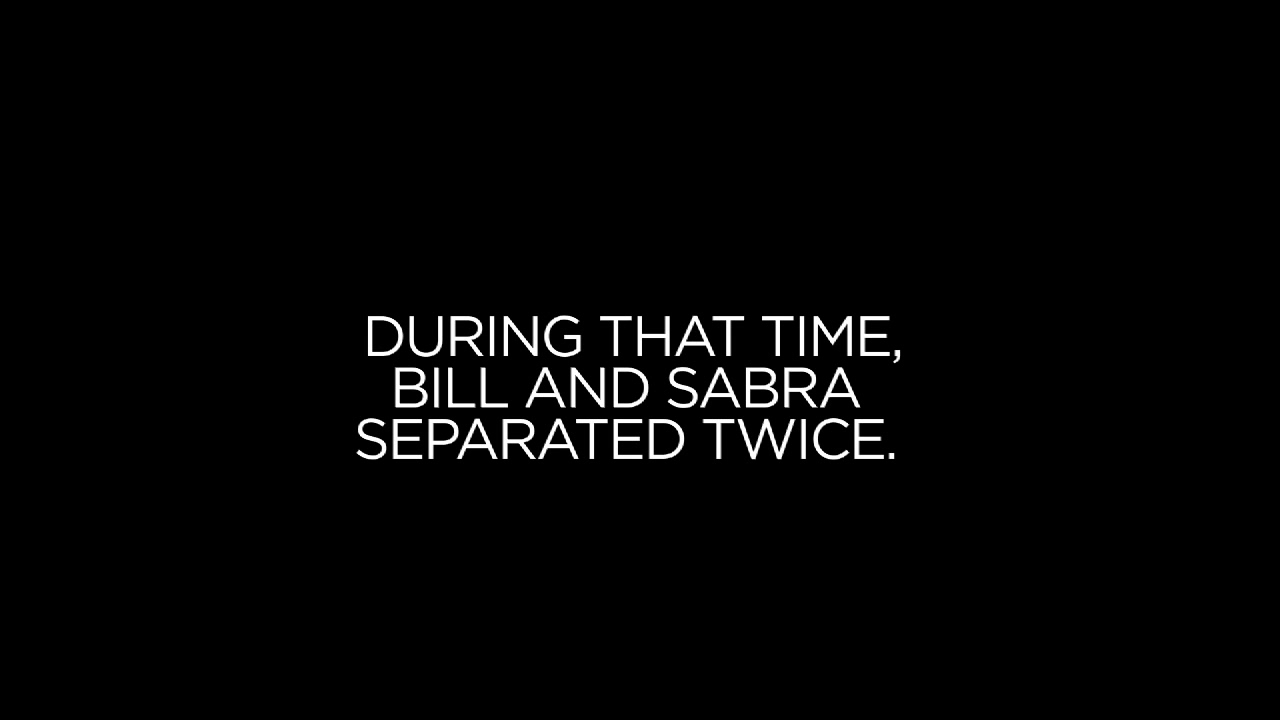 DURING THAT TIME,
BILL AND SABRA
SEPARATED TWICE.